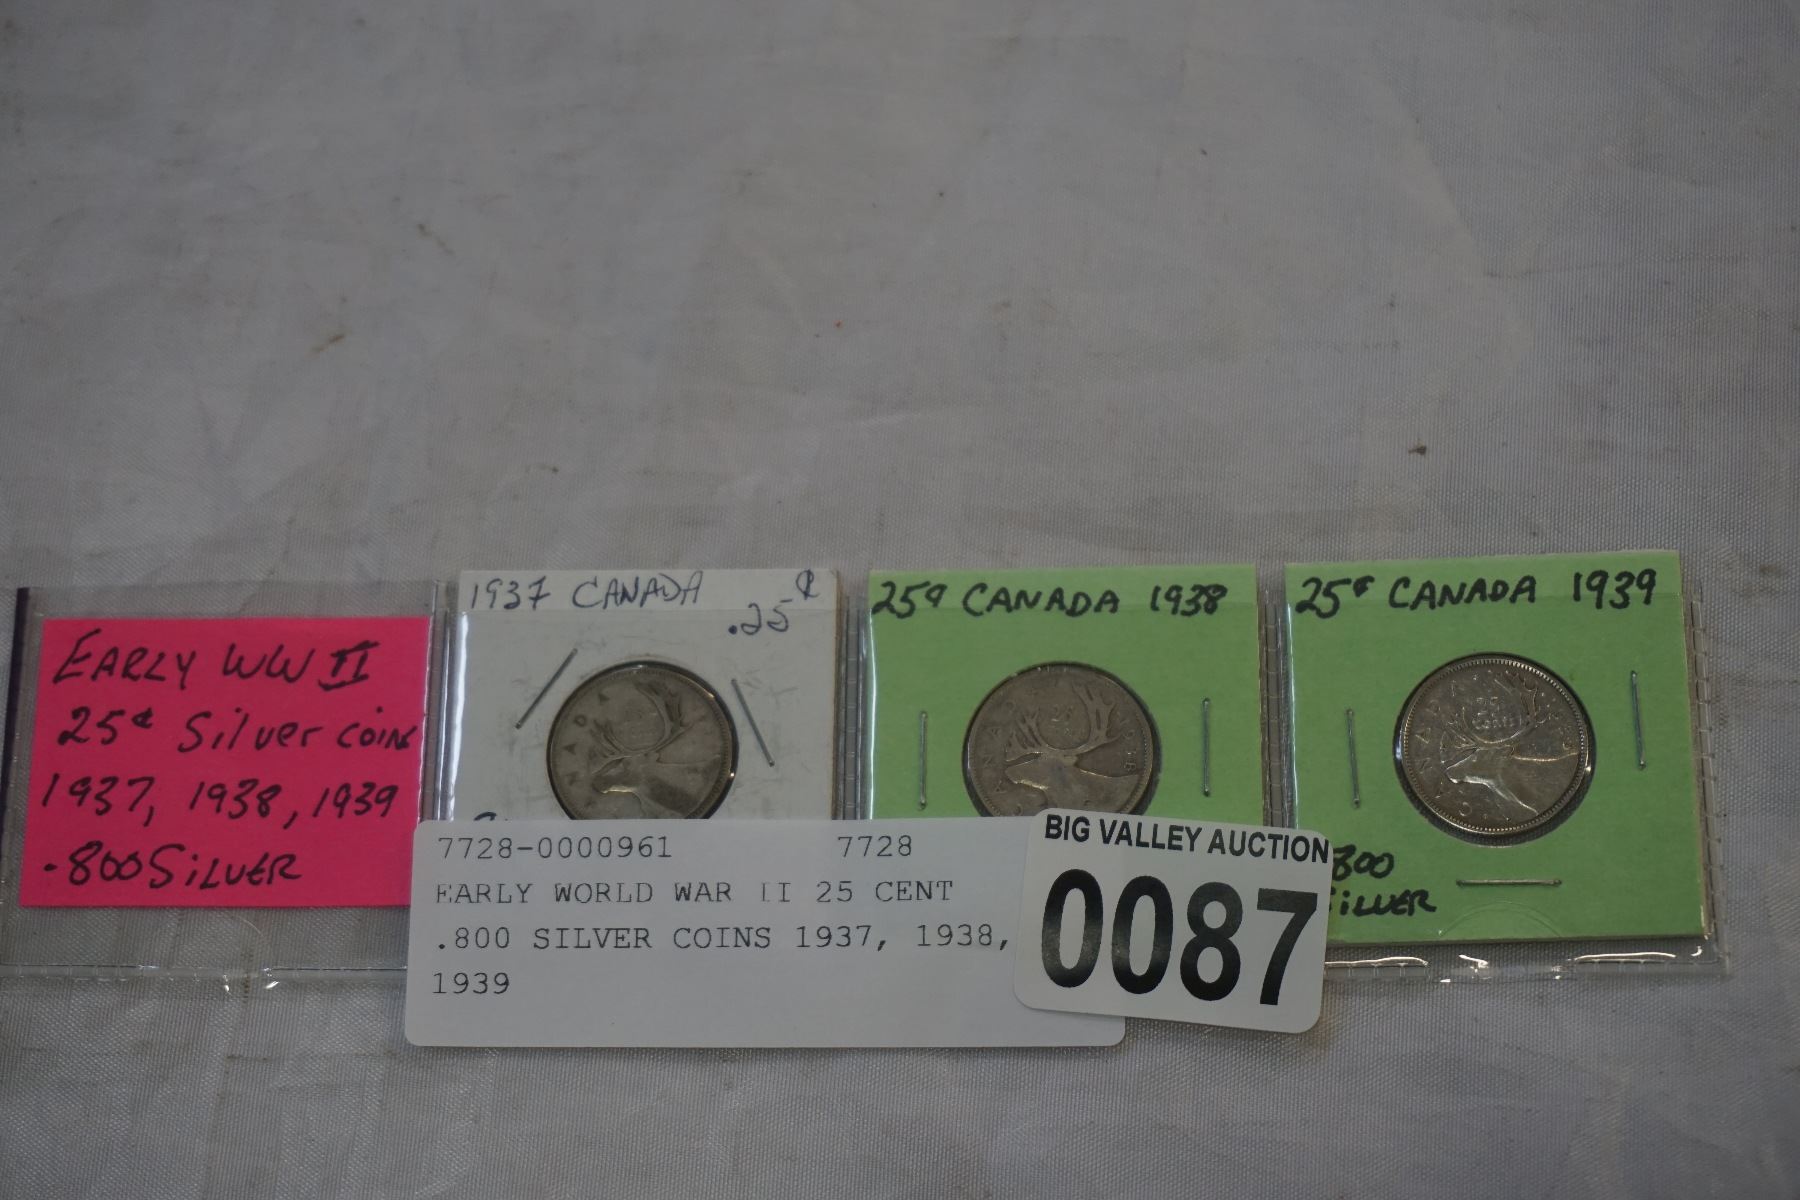 EARLY WW II
25¢ Silver coins
1937, 1938, 1939
.800 SILVER
1937 CANADA
.25¢
25¢ CANADA 1938
25¢ CANADA 1939
800
SILVER
7728-0000961 7728
EARLY WORLD WAR II 25 CENT
.800 SILVER COINS 1937, 1938,
1939
BIG VALLEY AUCTION
0087